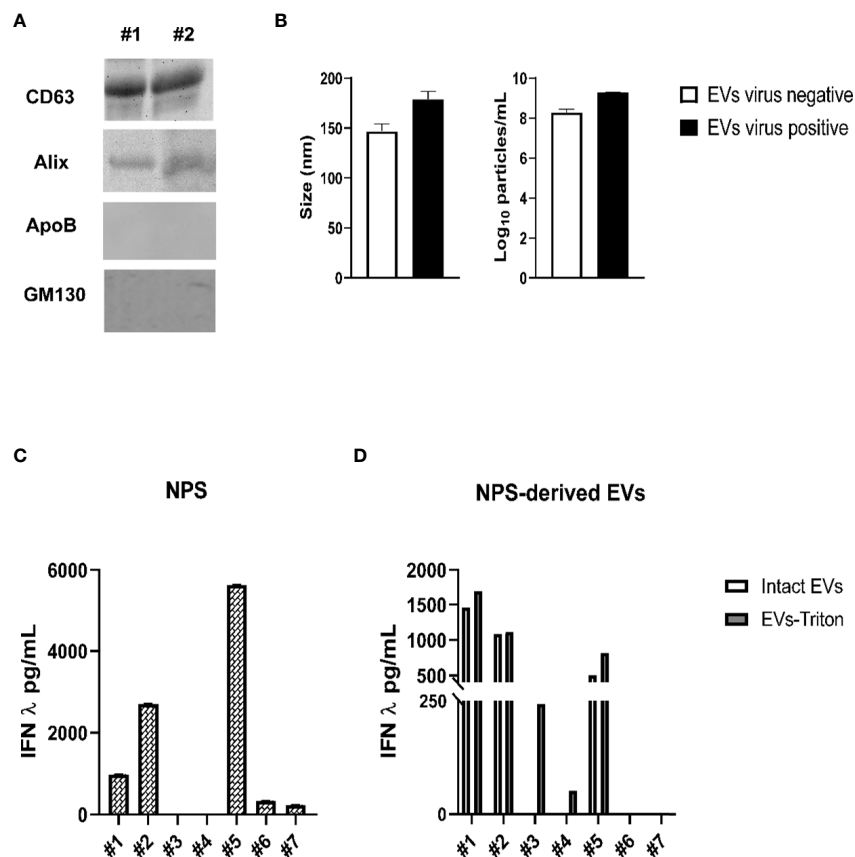 A
#1 #2
CD63
Alix
ApoB
GM130
B
200
150
100
50
0
Size (nm)
10
8
6
4
2
0
Log10 particles/mL
EVs virus negative
EVs virus positive
C
NPS
6000
4000
2000
0
IFN λ pg/mL
#1 #2 #3 #4 #5 #6 #7
D
NPS-derived EVs
2000
1500
1000
500
250
0
IFN λ pg/mL
#1 #2 #3 #4 #5 #6 #7
Intact EVs
EVs-Triton